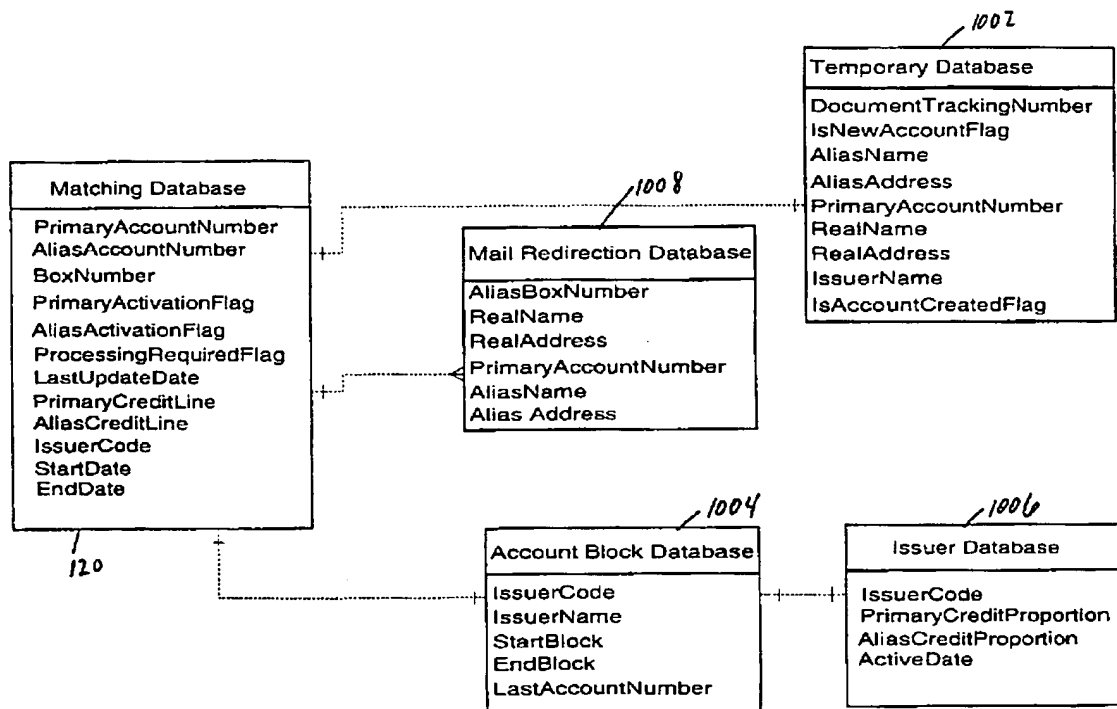 1002
Temporary Database
DocumentTrackingNumber
IsNewAccountFlag
AliasName
AliasAddress
PrimaryAccountNumber
RealName
RealAddress
IssuerName
IsAccountCreatedFlag
Matching Database
PrimaryAccountNumber
AliasAccountNumber
BoxNumber
PrimaryActivationFlag
AliasActivationFlag
ProcessingRequiredFlag
LastUpdateDate
PrimaryCreditLine
AliasCreditLine
IssuerCode
StartDate
EndDate
120
1008
Mail Redirection Database
AliasBoxNumber
RealName
RealAddress
PrimaryAccountNumber
AliasName
Alias Address
1004
Account Block Database
IssuerCode
IssuerName
StartBlock
EndBlock
LastAccountNumber
1006
Issuer Database
IssuerCode
PrimaryCreditProportion
AliasCreditProportion
ActiveDate